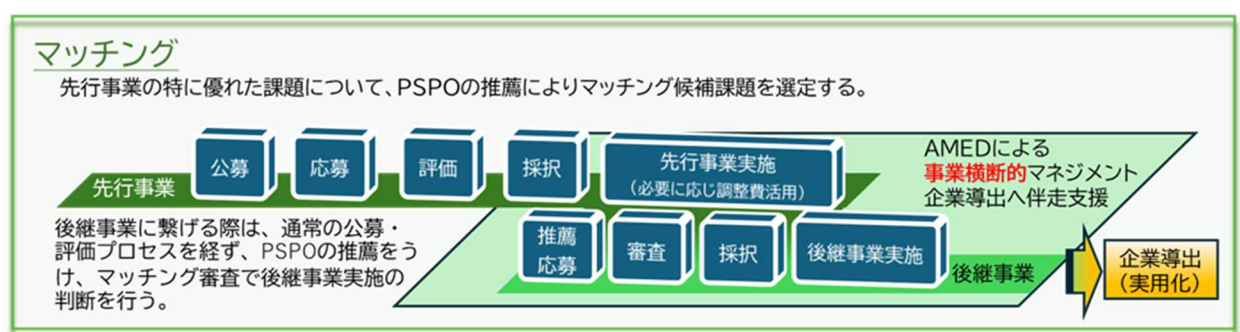 マッチング
先行事業の特に優れた課題について、PSPOの推薦によりマッチング候補課題を選定する。
公募
応募
評価
採択
先行事業実施
（必要に応じ調整費活用）
先行事業
AMEDによる
事業横断的マネジメント
企業導出へ伴走支援
後継事業に繋げる際は、通常の公募・
評価プロセスを経ず、PSPOの推薦をう
け、マッチング審査で後継事業実施の
判断を行う。
推薦
応募
審査
採択
後継事業実施
後継事業
企業導出
（実用化）